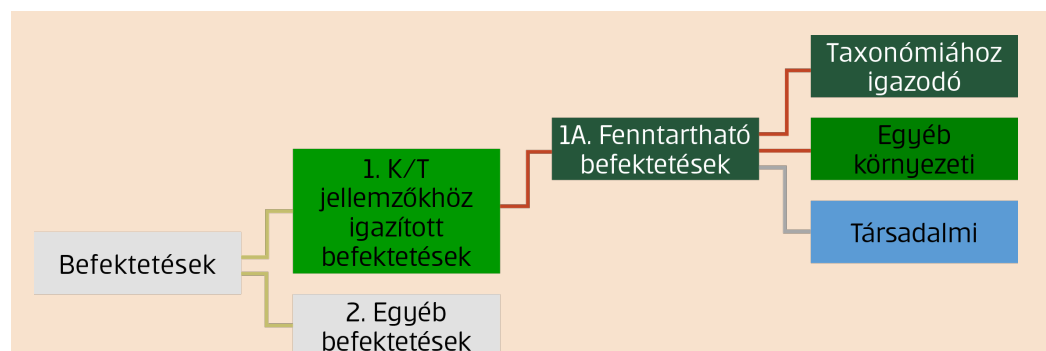 Taxonómiához
igazodó
1A. Fenntartható
befektetések
Egyéb
környezeti
1. K/T
jellemzőkhöz
igazított
befektetések
Társadalmi
Befektetések
2. Egyéb
befektetések